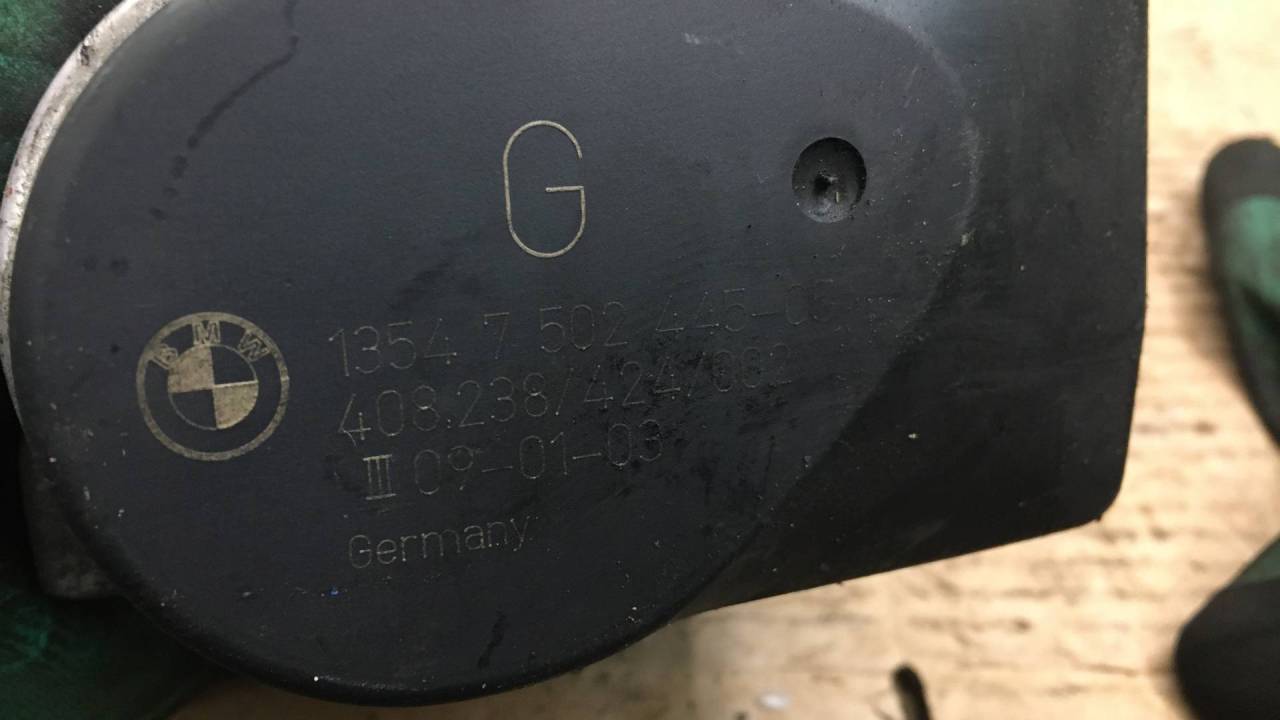 G
BMW
1354 7 502 445-05
408.238/424/002
III 09-01-03
Germany